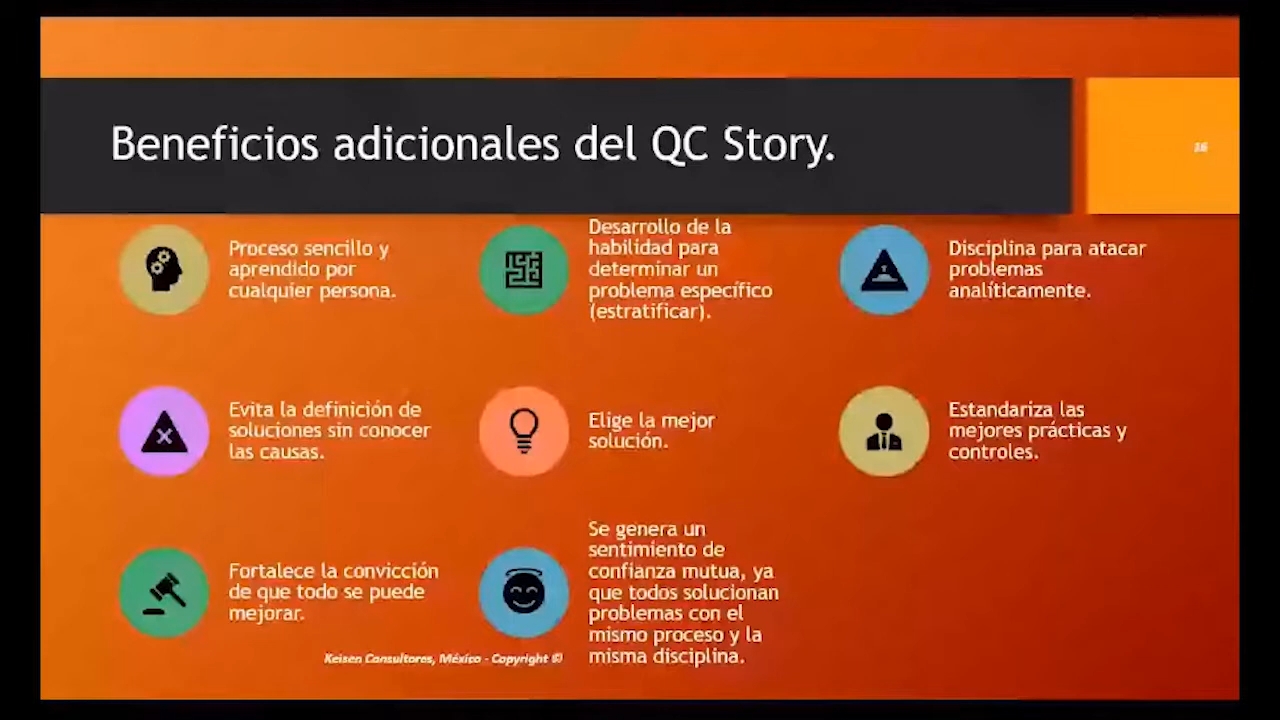 Beneficios adicionales del QC Story.
16
Proceso sencillo y
aprendido por
cualquier persona.
Desarrollo de la
habilidad para
determinar un
problema específico
(estratificar).
Disciplina para atacar
problemas
analíticamente.
Evita la definición de
soluciones sin conocer
las causas.
Elige la mejor
solución.
Estandariza las
mejores prácticas y
controles.
Fortalece la convicción
de que todo se puede
mejorar.
Se genera un
sentimiento de
confianza mutua, ya
que todos solucionan
problemas con el
mismo proceso y la
misma disciplina.
Keisen Consultores, México - Copyright ©